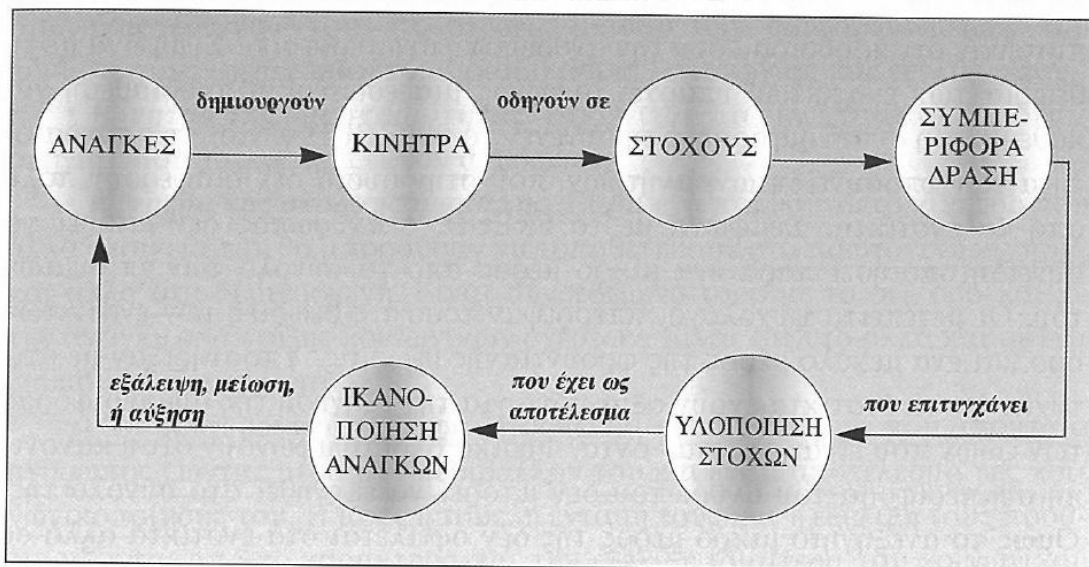 δημιουργούν
οδηγούν σε
ΑΝΑΓΚΕΣ
ΚΙΝΗΤΡΑ
ΣΤΟΧΟΥΣ
ΣΥΜΠΕ-
ΡΙΦΟΡΑ
ΔΡΑΣΗ
που επιτυγχάνει
ΥΛΟΠΟΙΗΣΗ
ΣΤΟΧΩΝ
που έχει ως
αποτέλεσμα
ΙΚΑΝΟ-
ΠΟΙΗΣΗ
ΑΝΑΓΚΩΝ
εξάλειψη, μείωση,
ή αύξηση